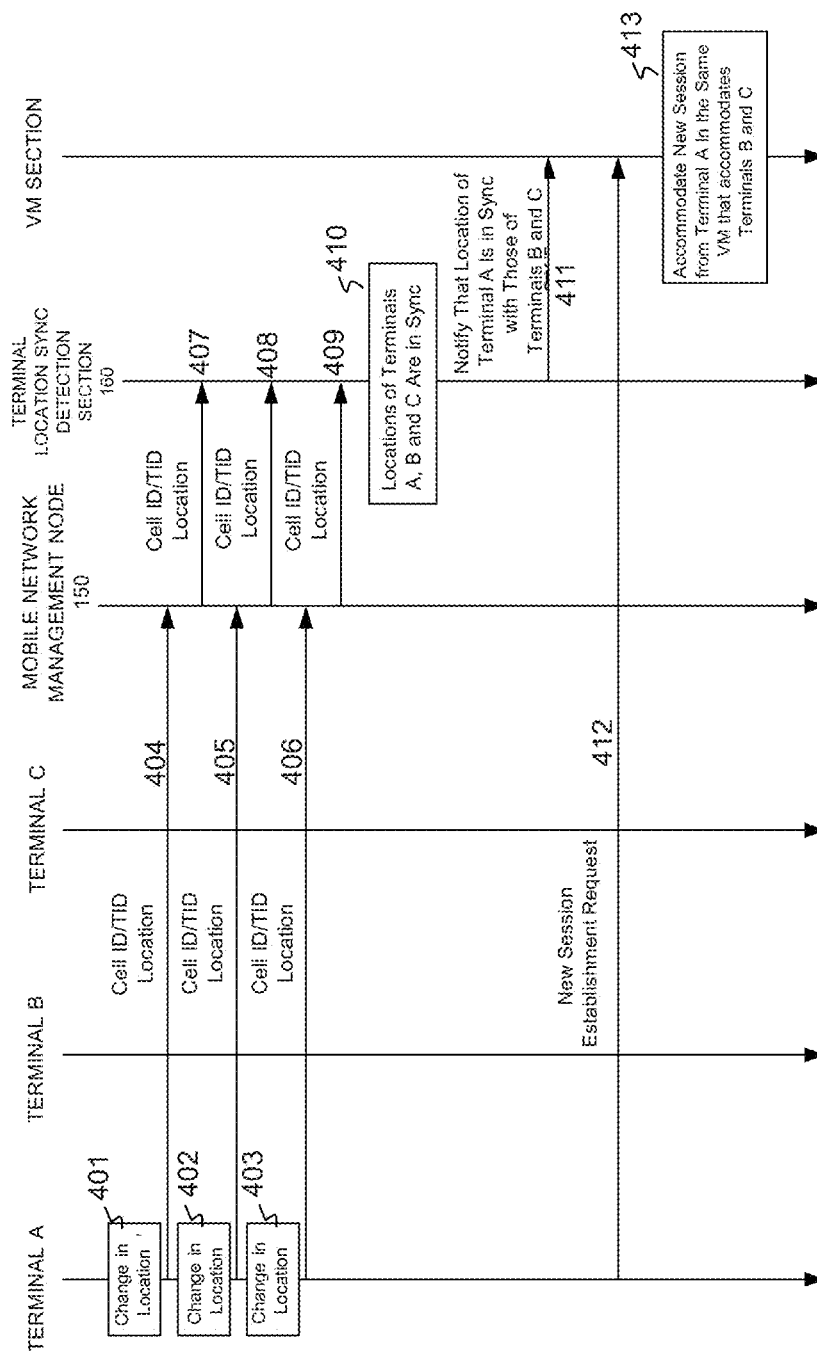 TERMINAL A
TERMINAL B
TERMINAL C
MOBILE NETWORK
MANAGEMENT NODE
150
TERMINAL
LOCATION SYNC
DETECTION
SECTION
160
VM SECTION
Change in
Location
401
Change in
Location
402
Change in
Location
403
Cell ID/TID
Location
404
Cell ID/TID
Location
405
Cell ID/TID
Location
406
Cell ID/TID
Location
407
Cell ID/TID
Location
408
Cell ID/TID
Location
409
Locations of Terminals
A, B and C Are in Sync
410
Notify That Location of
Terminal A Is in Sync
with Those of
Terminals B and C
411
New Session
Establishment Request
412
Accommodate New Session
from Terminal A In the Same
VM that accommodates
Terminals B and C
413